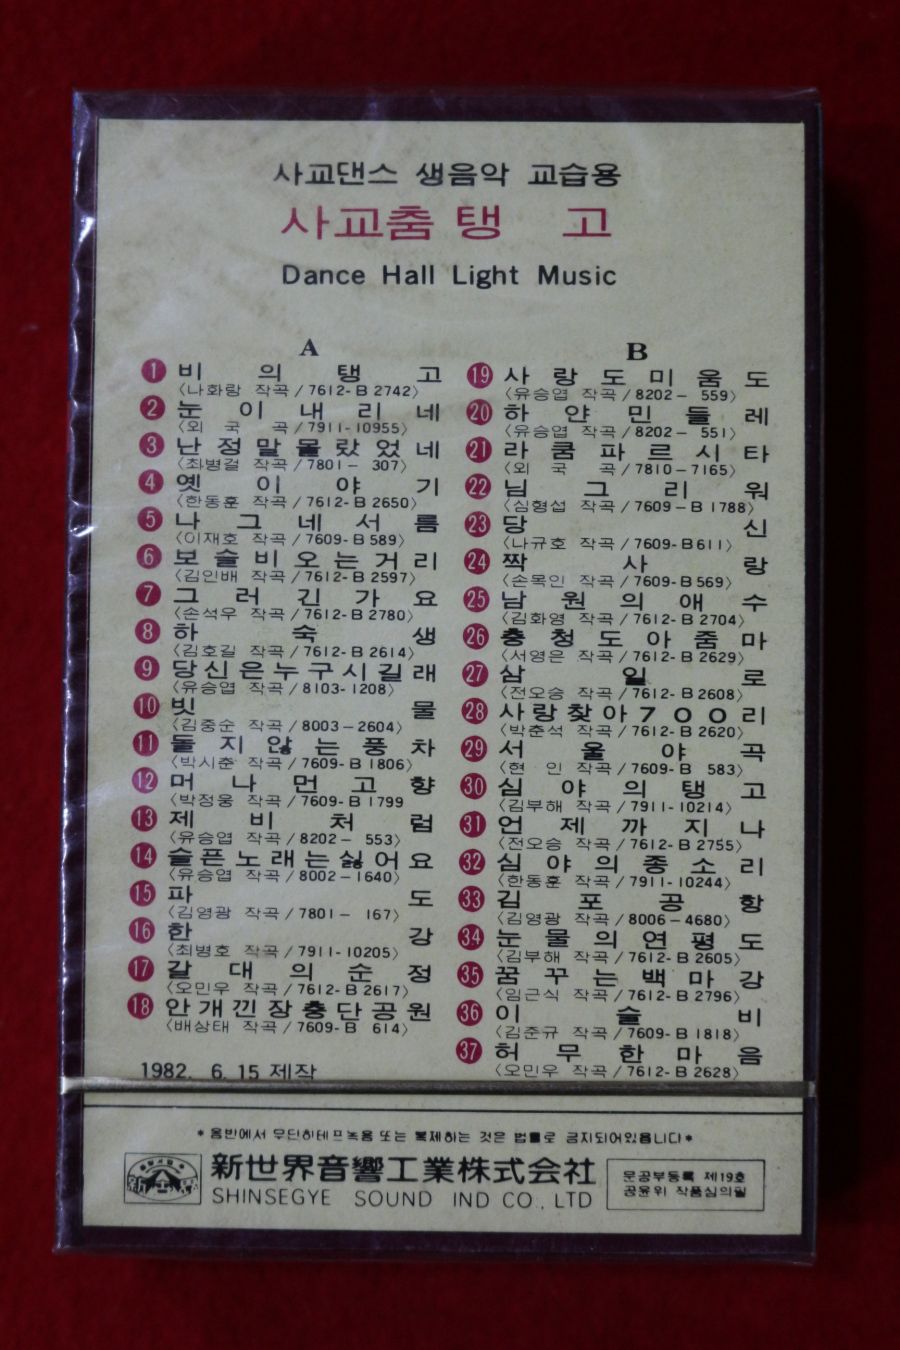 사교댄스 생음악 교습용
사교춤 탱 고
Dance Hall Light Music
A
1 비 의 탱 고
〈나화랑 작곡/7612-B 2742〉
2 눈 이 내 리 네
〈외 국 곡/7911-10955〉
3 난 정 말 몰 랐 었 네
〈최병걸 작곡/7801- 307〉
4 옛 이 야 기
〈한동훈 작곡/7612-B 2650〉
5 나 그 네 서 름
〈이재호 작곡/7609-B 589〉
6 보 슬 비 오 는 거 리
〈김인배 작곡/7612-B 2597〉
7 그 러 긴 가 요
〈손석우 작곡/7612-B 2780〉
8 하 숙 생
〈김호길 작곡/7612-B 2614〉
9 당 신 은 누 구 시 길 래
〈유승엽 작곡/8103-1208〉
10 빗 물
〈김중순 작곡/8003-2604〉
11 돌 지 않 는 풍 차
〈박시춘 작곡/7609-B 1806〉
12 머 나 먼 고 향
〈박정웅 작곡/7609-B 1799
13 제 비 처 럼
〈유승엽 작곡/8202- 553〉
14 슬 픈 노 래 는 싫 어 요
〈유승엽 작곡/8002-1640〉
15 파 도
〈김영광 작곡/7801- 167〉
16 한 강
〈최병호 작곡/7911-10205〉
17 갈 대 의 순 정
〈오민우 작곡/7612-B 2617〉
18 안 개 낀 장 충 단 공 원
〈배상태 작곡/7609-B 614〉
1982. 6. 15 제작
B
19 사 랑 도 미 움 도
〈유승엽 작곡/8202- 559〉
20 하 얀 민 들 레
〈유승엽 작곡/8202- 551〉
21 라 쿰 파 르 시 타
〈외 국 곡/7810-7165〉
22 님 그 리 워
〈심형섭 작곡/7609-B 1788〉
23 당 신
〈나규호 작곡/7609-B 611〉
24 짝 사 랑
〈손목인 작곡/7609-B 569〉
25 남 원 의 애 수
〈김화영 작곡/7612-B 2704〉
26 충 청 도 아 줌 마
〈서영은 작곡/7612-B 2629〉
27 삼 일 로
〈전오승 작곡/7612-B 2608〉
28 사 랑 찾 아 7 0 0 리
〈박춘석 작곡/7612-B 2620〉
29 서 울 야 곡
〈현 인 작곡/7609-B 583〉
30 심 야 의 탱 고
〈김부해 작곡/7911-10214〉
31 언 제 까 지 나
〈전오승 작곡/7612-B 2755〉
32 심 야 의 종 소 리
〈한동훈 작곡/7911-10244〉
33 김 포 공 항
〈김영광 작곡/8006-4680〉
34 눈 물 의 연 평 도
〈김부해 작곡/7612-B 2605〉
35 꿈 꾸 는 백 마 강
〈임근식 작곡/7612-B 2796〉
36 이 슬 비
〈김준규 작곡/7609-B 1818〉
37 허 무 한 마 음
〈오민우 작곡/7612-B 2628〉
*음반에서 무단히테프녹음 또는 복제하는 것은 법률로 금지되어있읍니다*
新世界音響工業株式会社
SHINSEGYE SOUND IND CO., LTD
문공부등록 제19호
공윤위 작품심의필